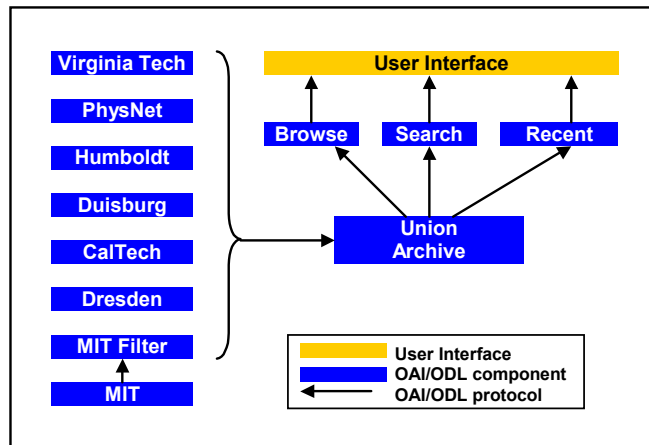 Virginia Tech
PhysNet
Humboldt
Duisburg
CalTech
Dresden
MIT Filter
MIT
User Interface
Browse
Search
Recent
Union
Archive
User Interface
OAI/ODL component
OAI/ODL protocol